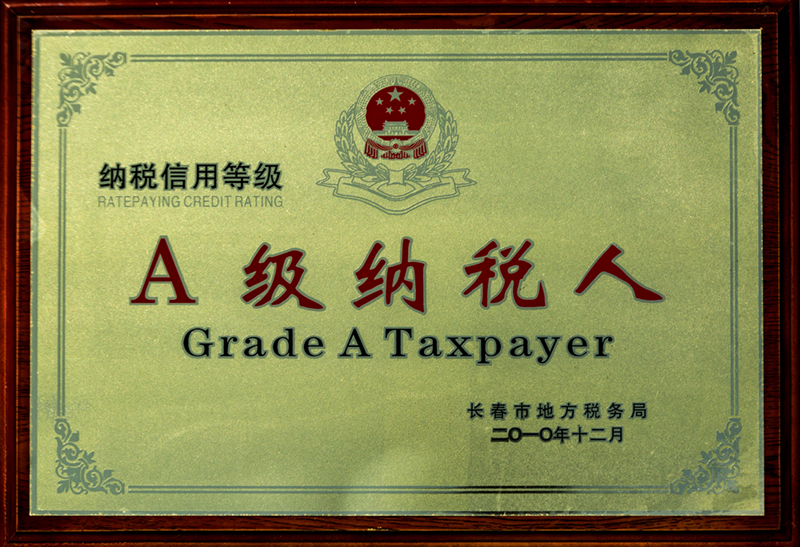 纳税信用等级
RATEPAYING CREDIT RATING
A级纳税人
Grade A Taxpayer
长春市地方税务局
二〇一〇年十二月